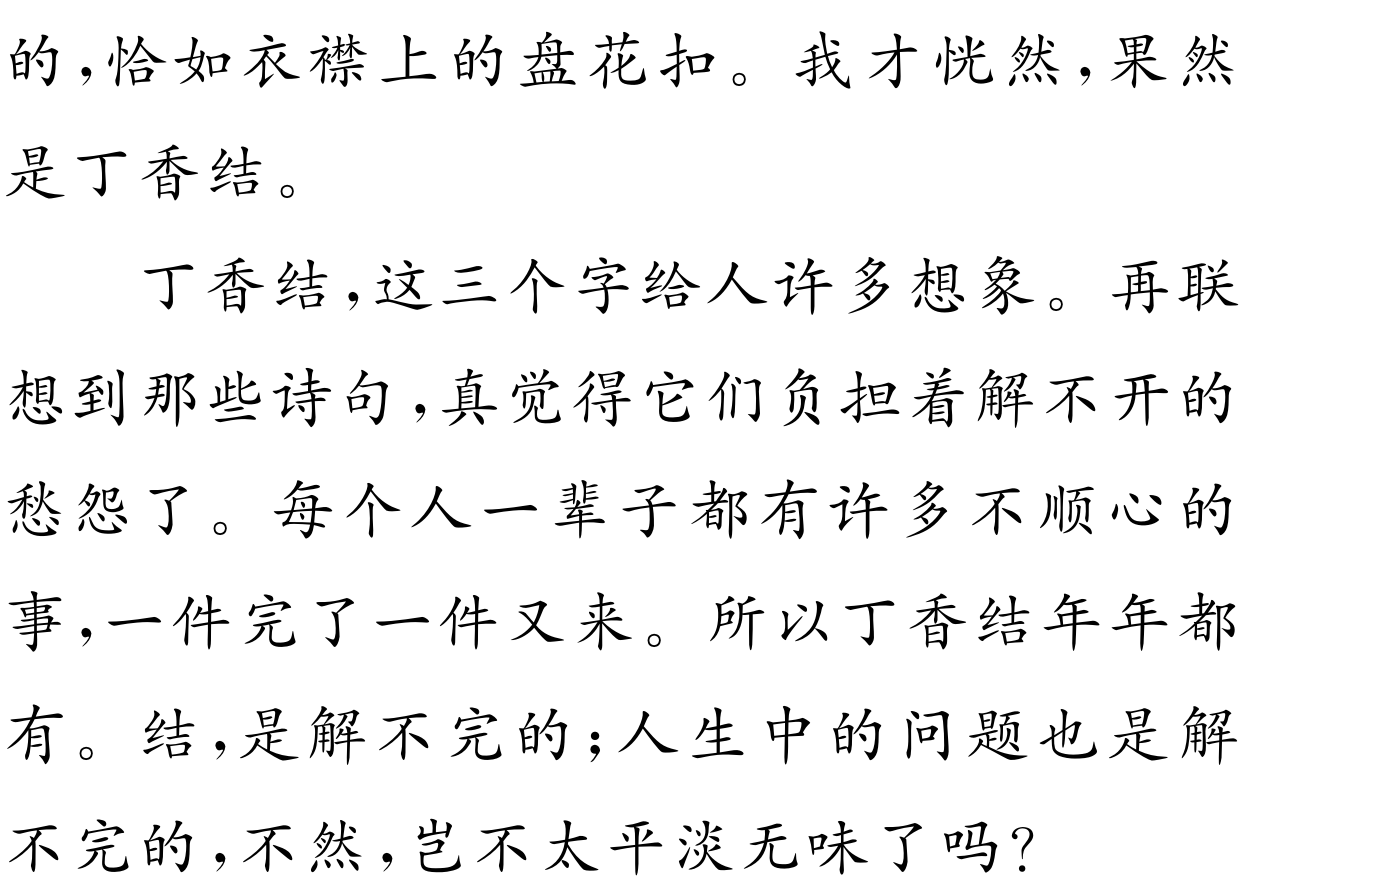 的,恰如衣襟上的盘花扣。我才恍然,果然
是丁香结。
丁香结,这三个字给人许多想象。再联
想到那些诗句,真觉得它们负担着解不开的
愁怨了。每个人一辈子都有许多不顺心的
事,一件完了一件又来。所以丁香结年年都
有。结,是解不完的;人生中的问题也是解
不完的,不然,岂不太平淡无味了吗?